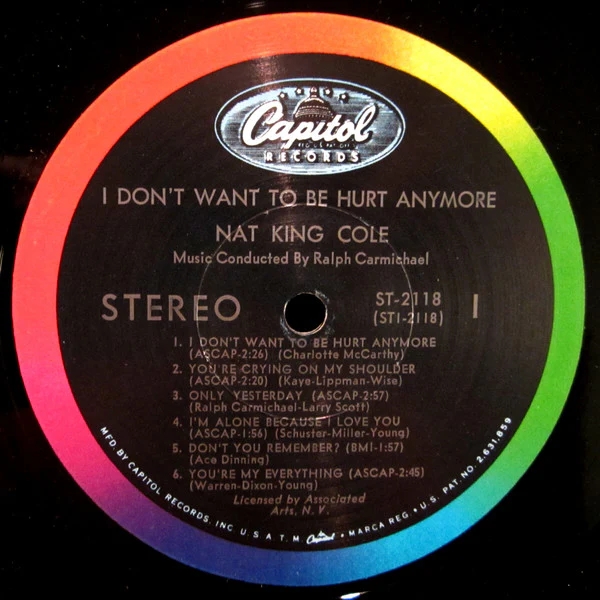 Capitol
RECORDS
I DON'T WANT TO BE HURT ANYMORE
NAT KING COLE
Music Conducted By Ralph Carmichael
STEREO
ST-2118
(ST1-2118)
1
1. I DON'T WANT TO BE HURT ANYMORE
(ASCAP-2:26) (Charlotte McCarthy)
2. YOU'RE CRYING ON MY SHOULDER
(ASCAP-2:20) (Kaye-Lippman-Wise)
3. ONLY YESTERDAY (ASCAP-2:57)
(Ralph Carmichael-Larry Scott)
4. I'M ALONE BECAUSE I LOVE YOU
(ASCAP-1:56) (Schuster-Miller-Young)
5. DON'T YOU REMEMBER? (BMI-1:57)
(Ace Dinning)
6. YOU'RE MY EVERYTHING (ASCAP-2:45)
(Warren-Dixon-Young)
Licensed by Associated
Arts, N. V.
MFD. BY CAPITOL RECORDS, INC. U.S.A. T.M. Capitol • MARCA REG. • U.S. PAT. NO. 2,631,859